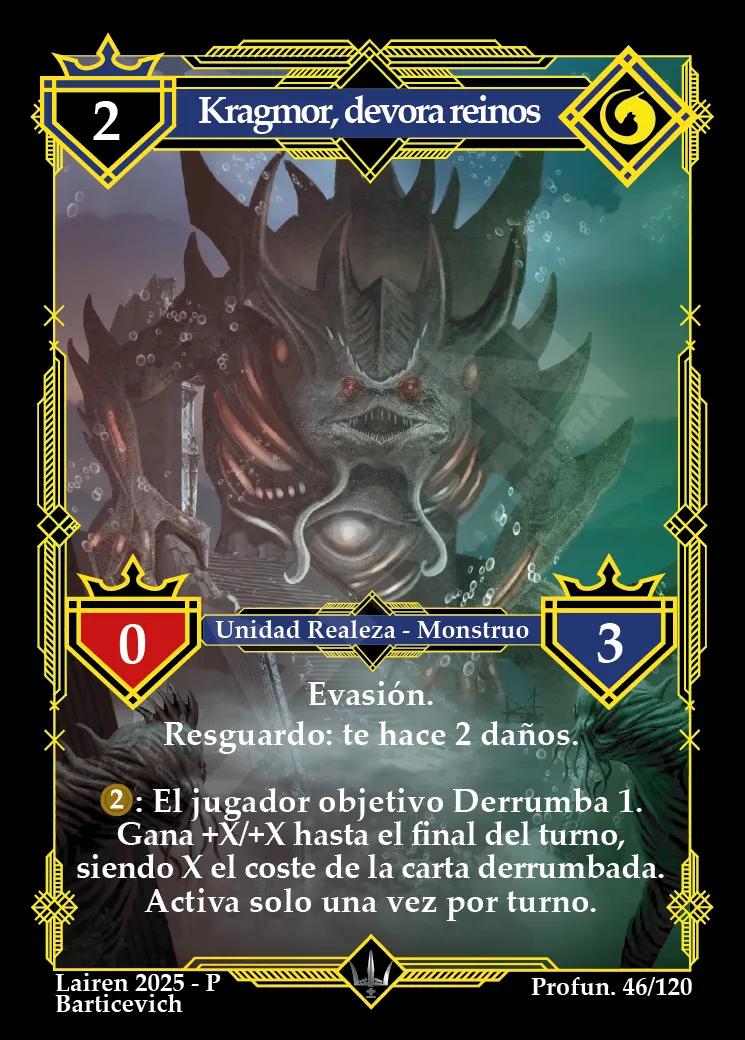 2
Kragmor, devora reinos
0
Unidad Realeza - Monstruo
3
Evasión.
Resguardo: te hace 2 daños.
2: El jugador objetivo Derrumba 1.
Gana +X/+X hasta el final del turno,
siendo X el coste de la carta derrumbada.
Activa solo una vez por turno.
Lairen 2025 - P
Barticevich
Profun. 46/120